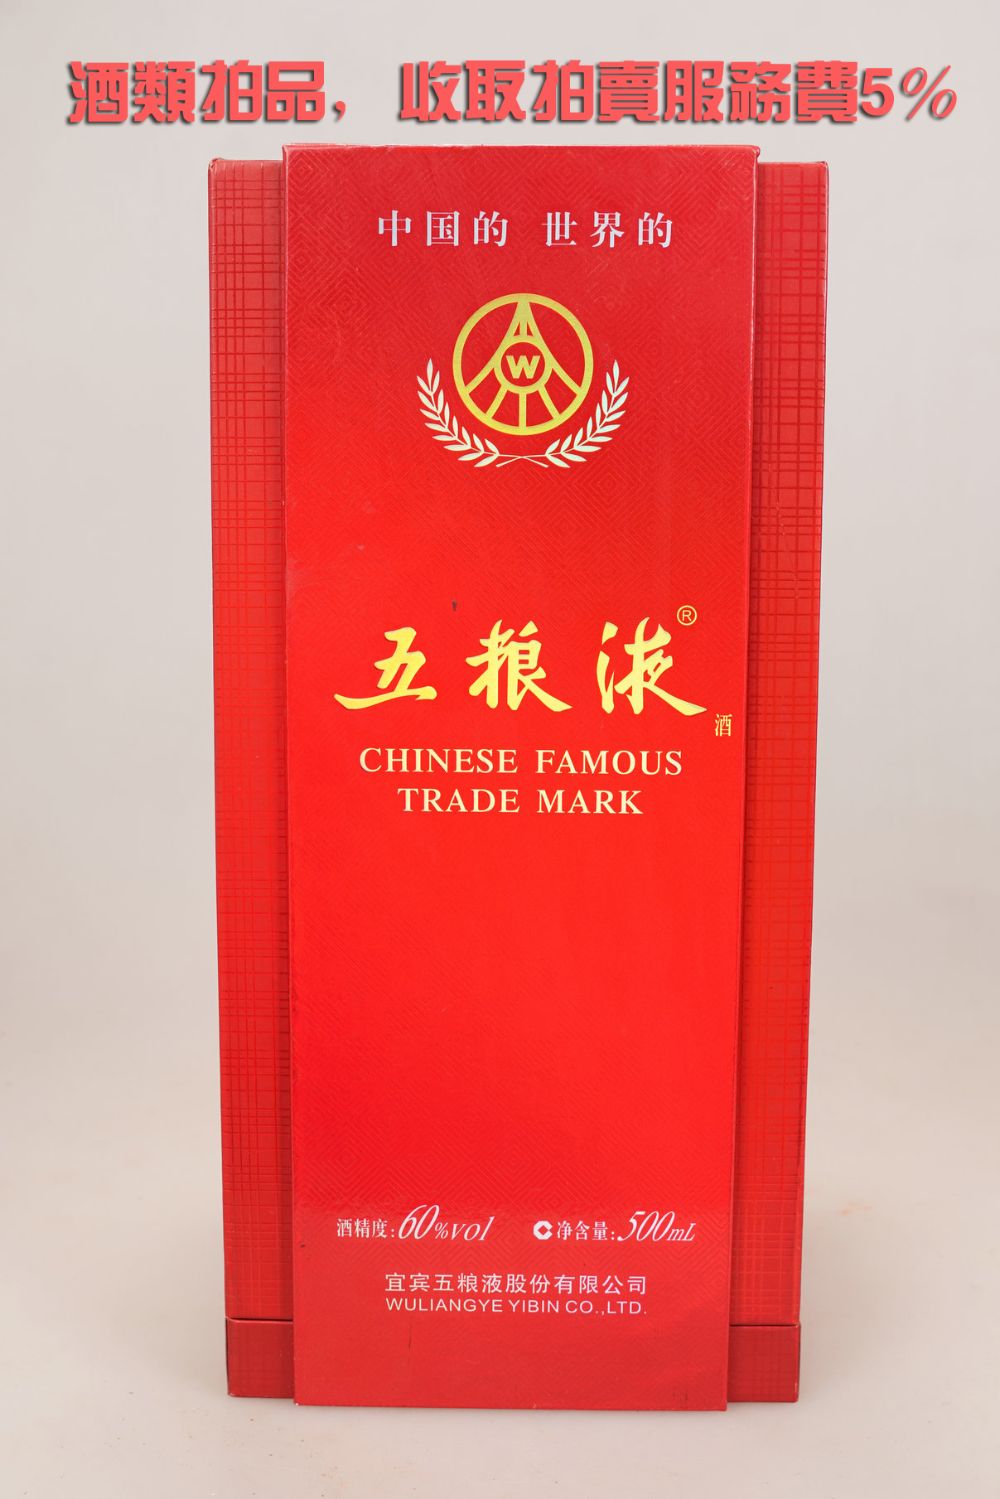 酒類拍品，收取拍賣服務費5%
中国的 世界的
W
五粮液®
酒
CHINESE FAMOUS
TRADE MARK
酒精度:60%vol 净含量:500mL
宜宾五粮液股份有限公司
WULIANGYE YIBIN CO.,LTD.